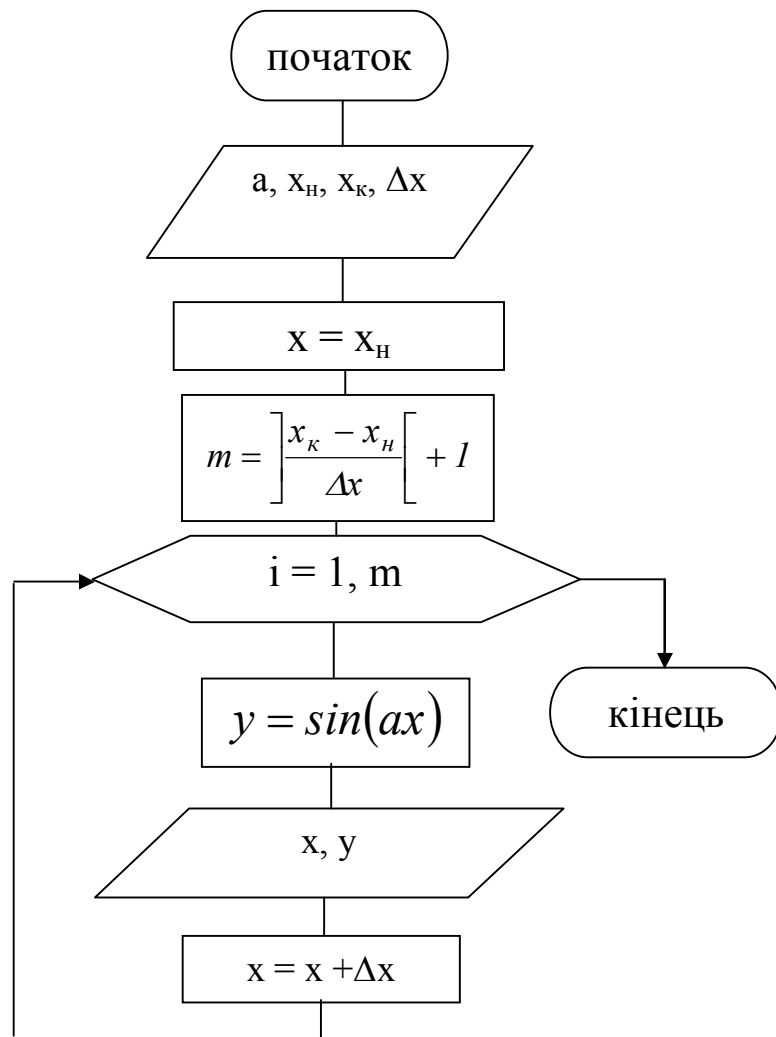 початок
a, xн, xк, Δx
x = xн
m = ]xк − xн / Δx[ + 1
i = 1, m
y = sin(ax)
кінець
x, y
x = x +Δx